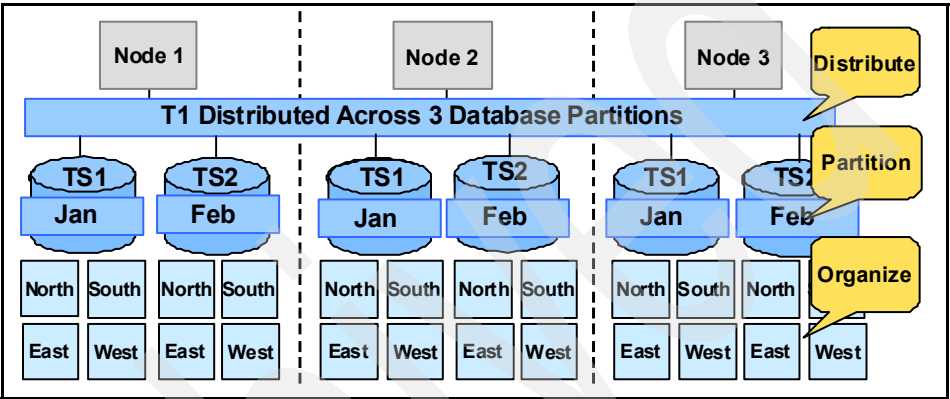 Node 1
Node 2
Node 3
Distribute
T1 Distributed Across 3 Database Partitions
TS1 TS2 TS1 TS2 TS1 TS2
Partition
Jan Feb Jan Feb Jan Feb
Organize
North South North South North South North South North South North
East West East West East West East West East West East West